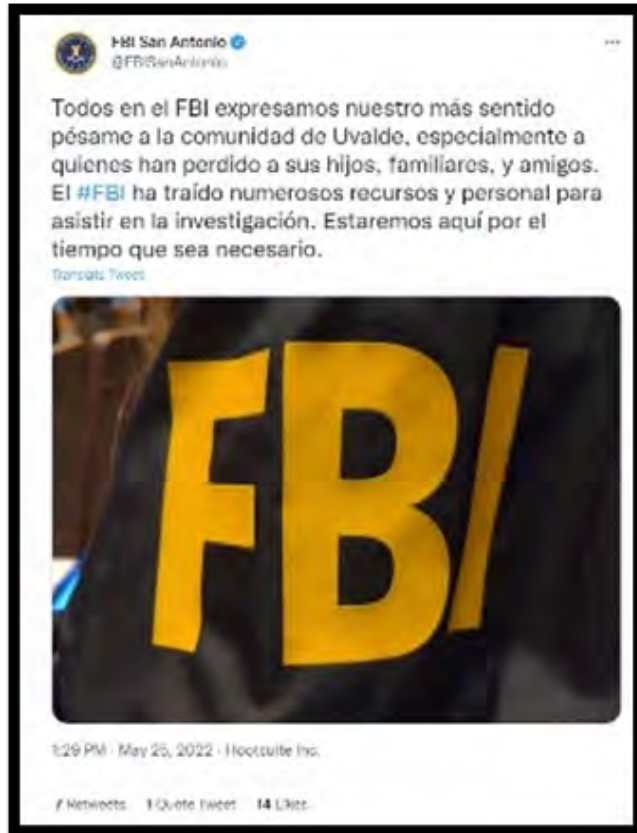 FBI San Antonio
@FBISanAntonio
Todos en el FBI expresamos nuestro más sentido
pésame a la comunidad de Uvalde, especialmente a
quienes han perdido a sus hijos, familiares, y amigos.
El #FBI ha traído numerosos recursos y personal para
asistir en la investigación. Estaremos aquí por el
tiempo que sea necesario.
Translate Tweet
FBI
1:29 PM · May 25, 2022 · Hootsuite Inc.
7 Retweets 1 Quote Tweet 14 Likes